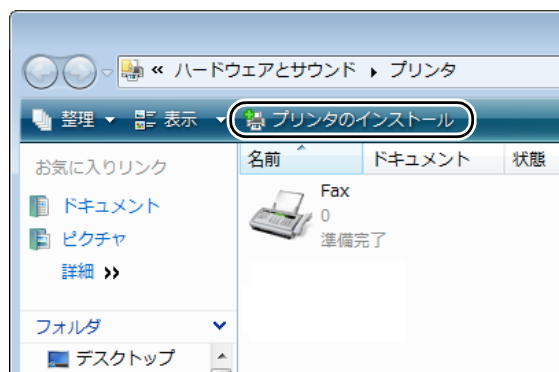 « ハードウェアとサウンド ▸ プリンタ
整理 ▼ 表示 ▼ プリンタのインストール
お気に入りリンク
ドキュメント
ピクチャ
詳細 »
フォルダ
デスクトップ
名前 ドキュメント 状態
Fax
0
準備完了